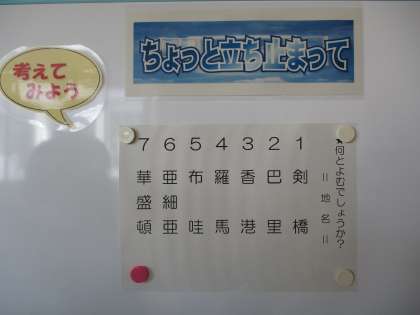 ちょっと立ち止まって
考えて
みよう
★何とよむでしょうか？
＝地名＝
1 剣橋
2 巴里
3 香港
4 羅馬
5 布哇
6 亜細亜
7 華盛頓